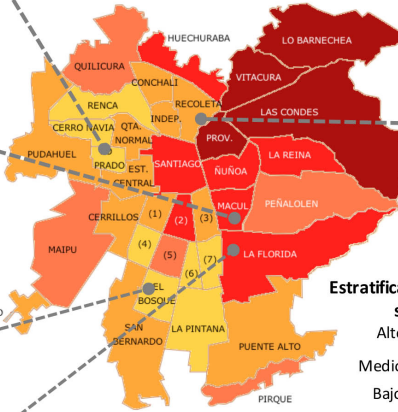 HUECHURABA
LO BARNECHEA
QUILICURA
VITACURA
CONCHALI
RENCA
RECOLETA
LAS CONDES
INDEP.
CERRO NAVIA
QTA.
NORMAL
PROV.
PUDAHUEL
PRADO
SANTIAGO
LA REINA
EST.
CENTRAL
ÑUÑOA
MACUL
PEÑALOLEN
CERRILLOS
(1)
(2)
(3)
(4)
(5)
(6)
(7)
MAIPU
LA FLORIDA
EL
BOSQUE
SAN
BERNARDO
LA PINTANA
PUENTE ALTO
PIRQUE
Estratifica
s
Alto
Medio
Bajo